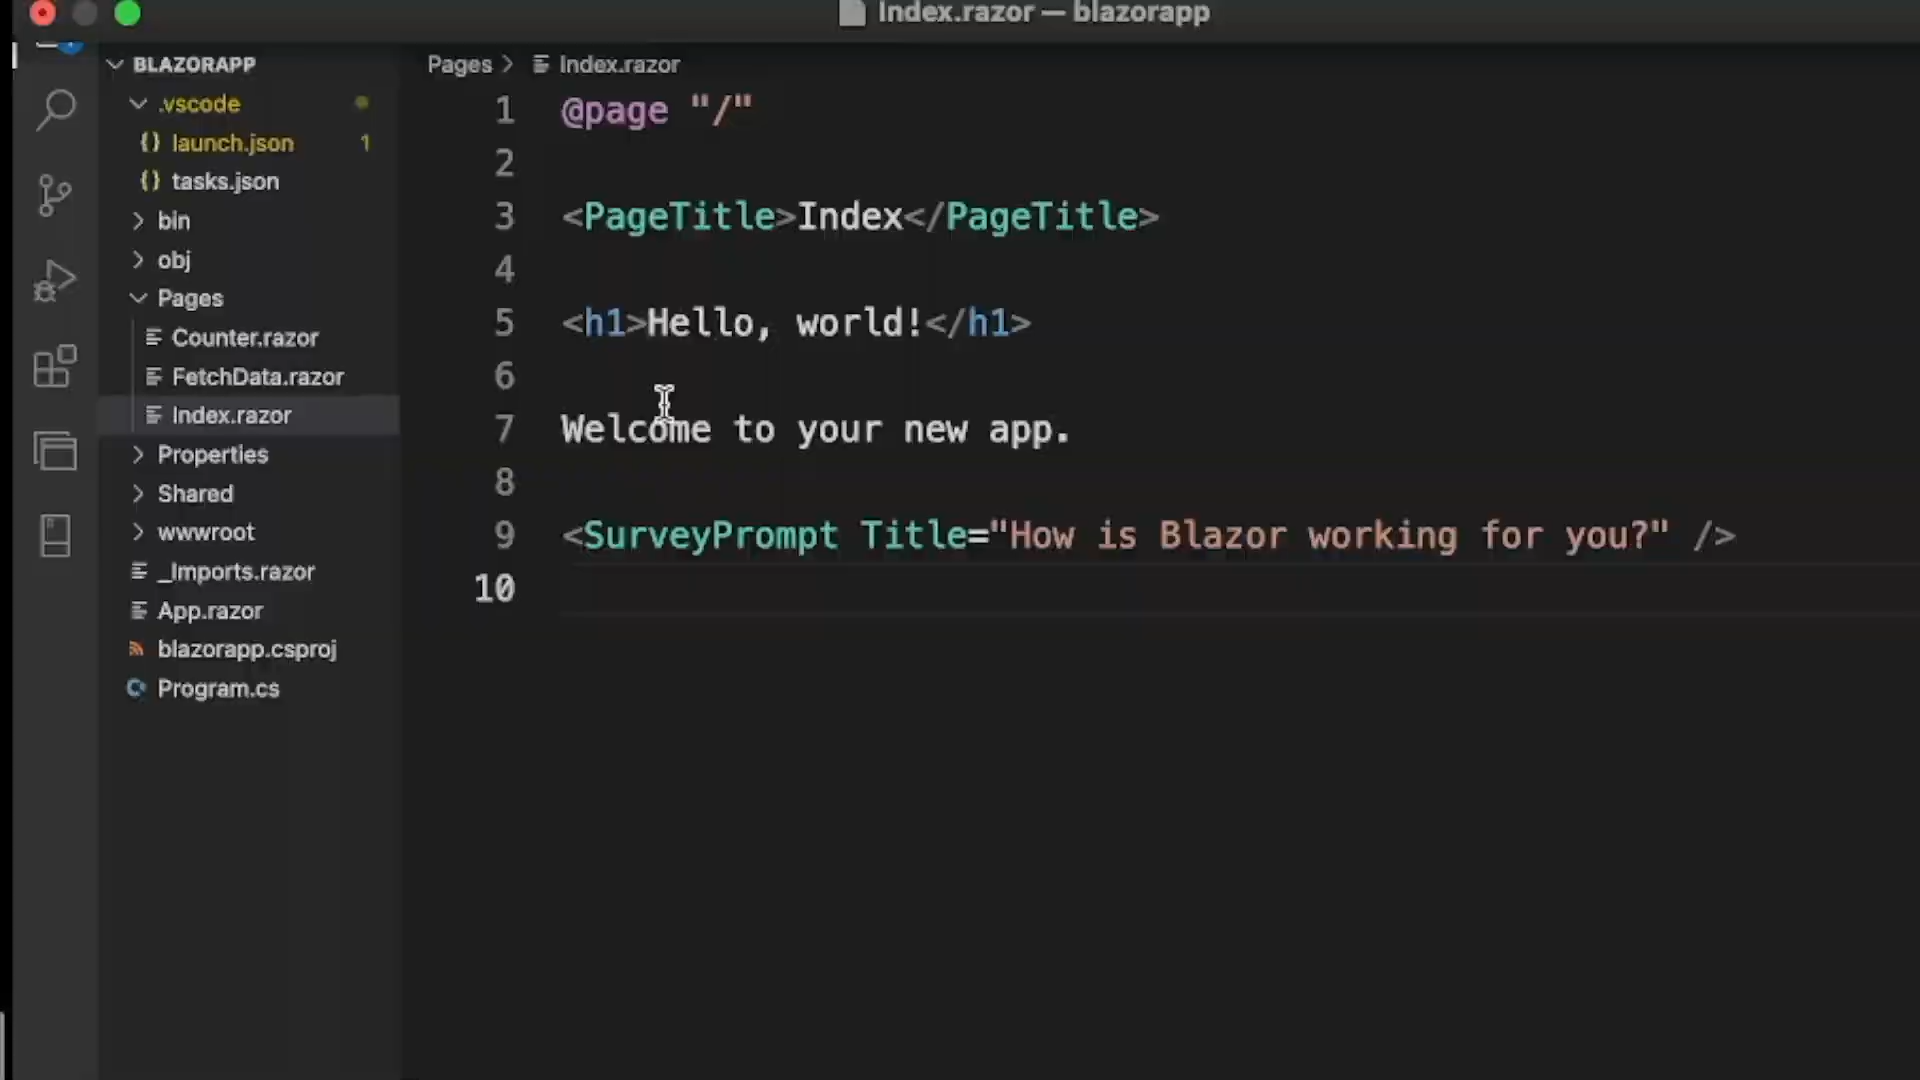 Index.razor — blazorapp
BLAZORAPP
.vscode
launch.json 1
tasks.json
bin
obj
Pages
Counter.razor
FetchData.razor
Index.razor
Properties
Shared
wwwroot
_Imports.razor
App.razor
blazorapp.csproj
Program.cs
Pages > Index.razor
1 @page "/"
2
3 <PageTitle>Index</PageTitle>
4
5 <h1>Hello, world!</h1>
6
7 Welcome to your new app.
8
9 <SurveyPrompt Title="How is Blazor working for you?" />
10